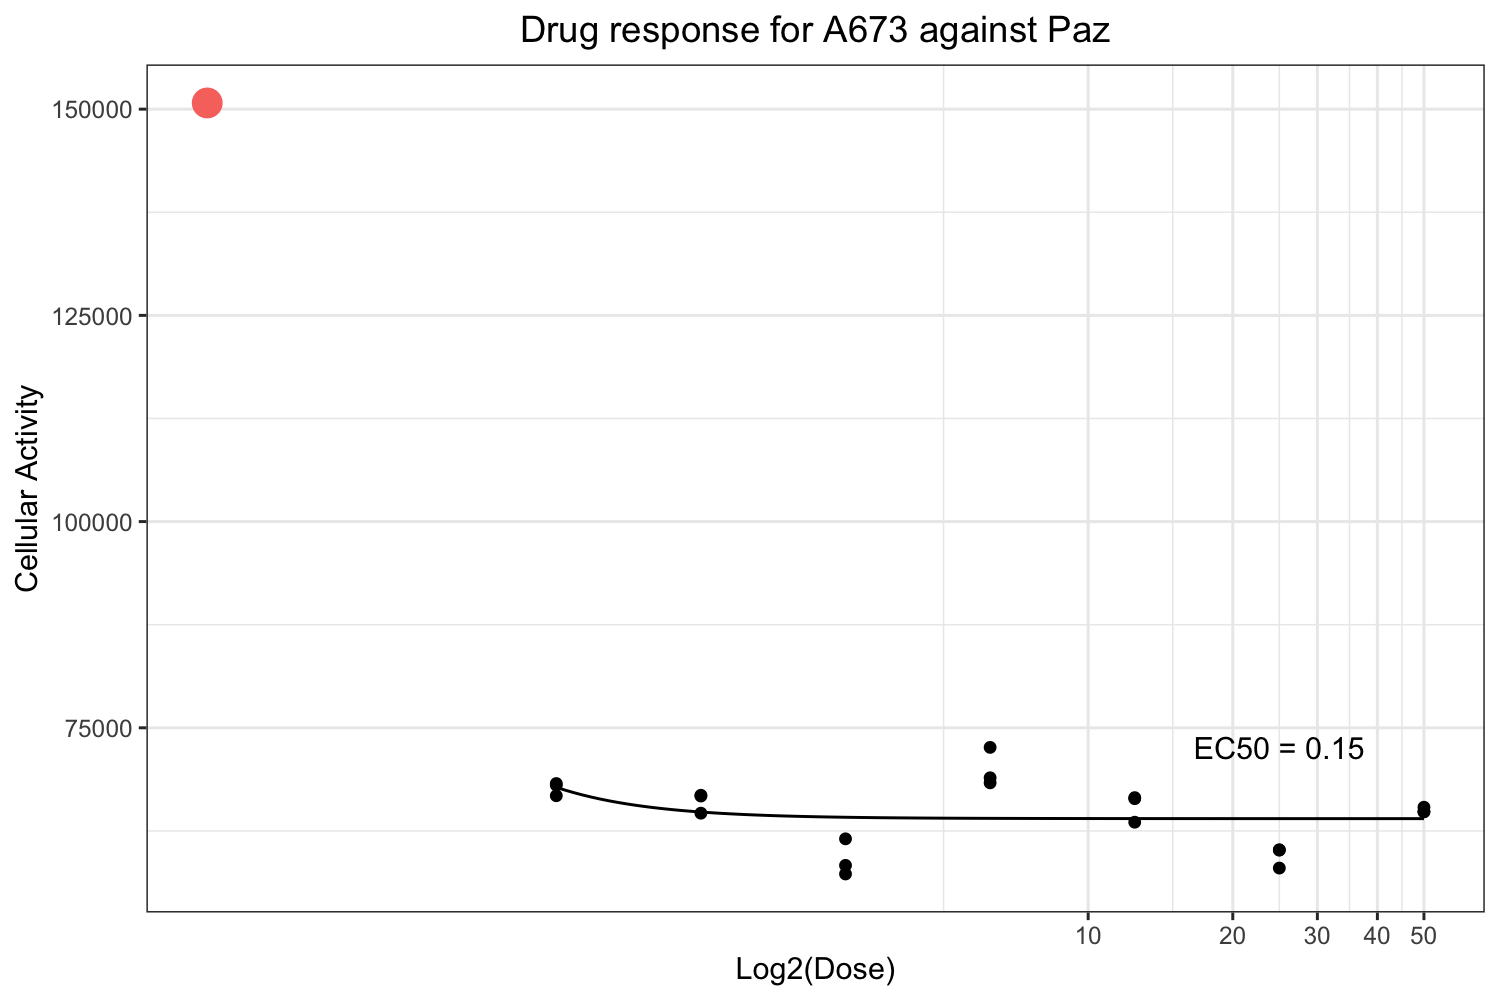 Drug response for A673 against Paz
Cellular Activity
150000
125000
100000
75000
EC50 = 0.15
10 20 30 40 50
Log2(Dose)